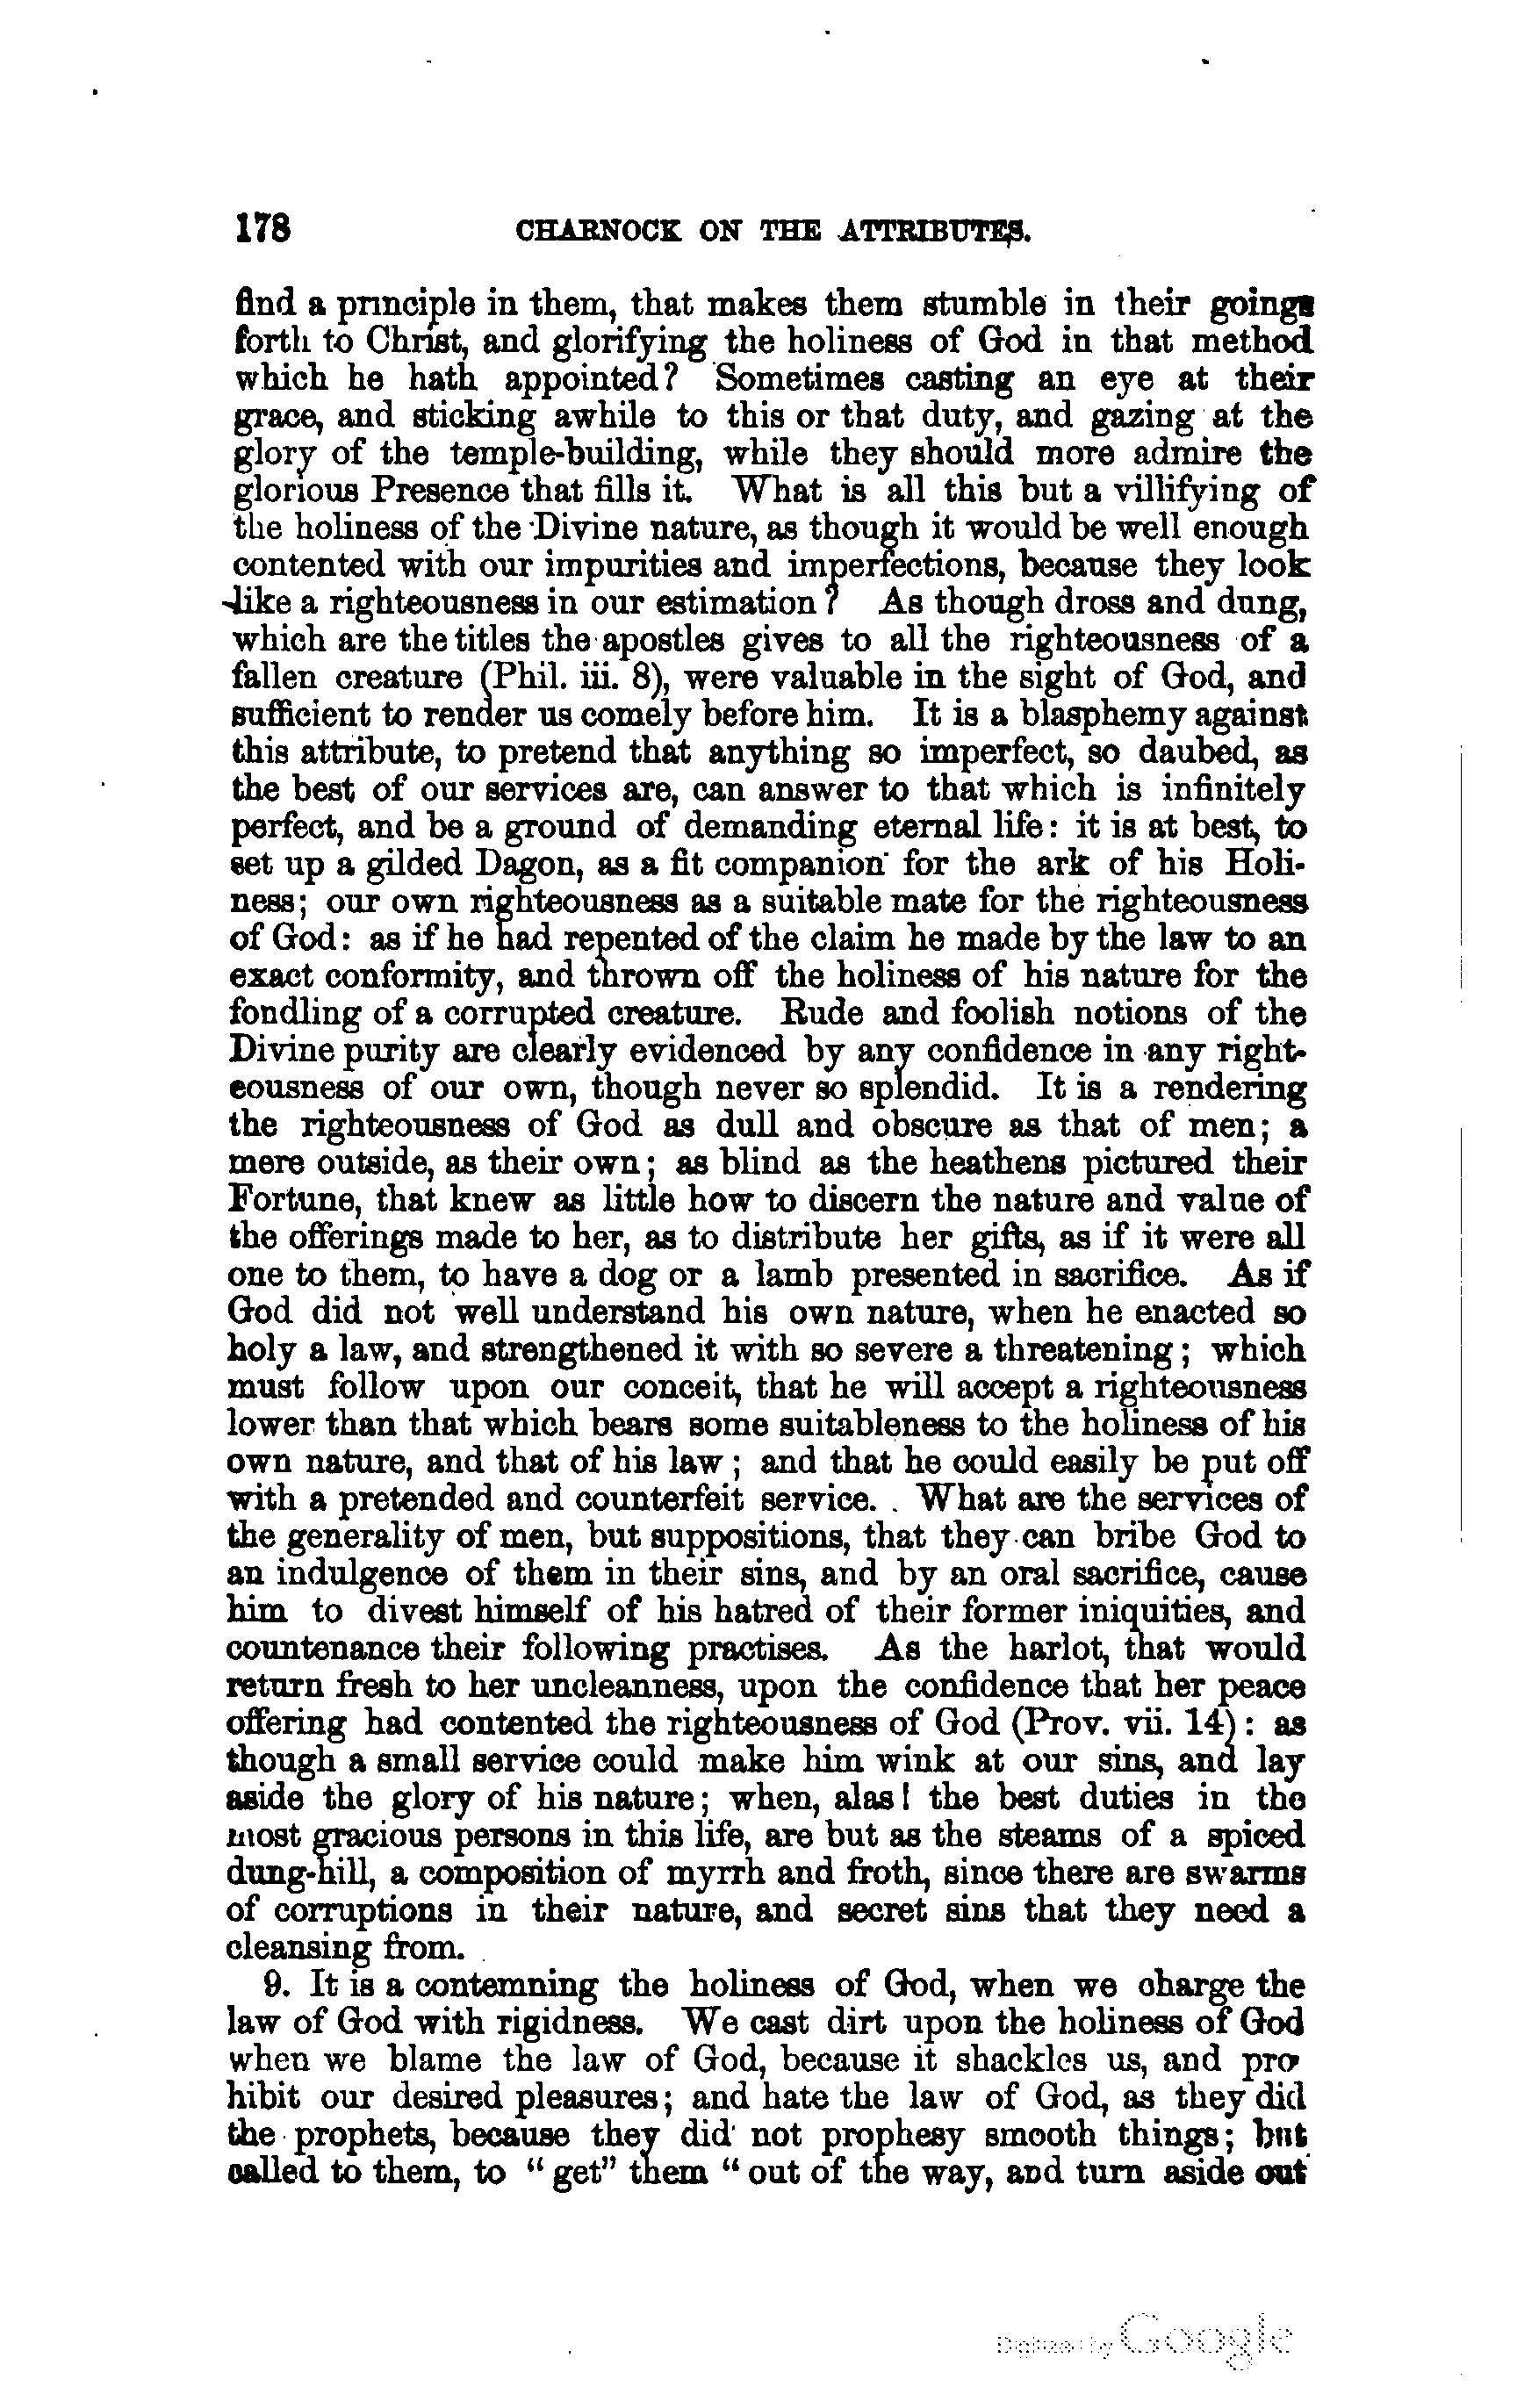 178 CHARNOCK ON THE ATTRIBUTES.
find a principle in them, that makes them stumble in their goings
forth to Christ, and glorifying the holiness of God in that method
which he hath appointed? Sometimes casting an eye at their
grace, and sticking awhile to this or that duty, and gazing at the
glory of the temple-building, while they should more admire the
glorious Presence that fills it. What is all this but a villifying of
the holiness of the Divine nature, as though it would be well enough
contented with our impurities and imperfections, because they look
like a righteousness in our estimation? As though dross and dung,
which are the titles the apostles gives to all the righteousness of a
fallen creature (Phil. iii. 8), were valuable in the sight of God, and
sufficient to render us comely before him. It is a blasphemy against
this attribute, to pretend that anything so imperfect, so daubed, as
the best of our services are, can answer to that which is infinitely
perfect, and be a ground of demanding eternal life: it is at best, to
set up a gilded Dagon, as a fit companion for the ark of his Holi-
ness; our own righteousness as a suitable mate for the righteousness
of God: as if he had repented of the claim he made by the law to an
exact conformity, and thrown off the holiness of his nature for the
fondling of a corrupted creature. Rude and foolish notions of the
Divine purity are clearly evidenced by any confidence in any right-
eousness of our own, though never so splendid. It is a rendering
the righteousness of God as dull and obscure as that of men; a
mere outside, as their own; as blind as the heathens pictured their
Fortune, that knew as little how to discern the nature and value of
the offerings made to her, as to distribute her gifts, as if it were all
one to them, to have a dog or a lamb presented in sacrifice. As if
God did not well understand his own nature, when he enacted so
holy a law, and strengthened it with so severe a threatening; which
must follow upon our conceit, that he will accept a righteousness
lower than that which bears some suitableness to the holiness of his
own nature, and that of his law; and that he could easily be put off
with a pretended and counterfeit service. What are the services of
the generality of men, but suppositions, that they can bribe God to
an indulgence of them in their sins, and by an oral sacrifice, cause
him to divest himself of his hatred of their former iniquities, and
countenance their following practises. As the harlot, that would
return fresh to her uncleanness, upon the confidence that her peace
offering had contented the righteousness of God (Prov. vii. 14): as
though a small service could make him wink at our sins, and lay
aside the glory of his nature; when, alas! the best duties in the
most gracious persons in this life, are but as the steams of a spiced
dung-hill, a composition of myrrh and froth, since there are swarms
of corruptions in their nature, and secret sins that they need a
cleansing from.
9. It is a contemning the holiness of God, when we charge the
law of God with rigidness. We cast dirt upon the holiness of God
when we blame the law of God, because it shackles us, and pro-
hibit our desired pleasures; and hate the law of God, as they did
the prophets, because they did not prophesy smooth things; but
called to them, to "get" them "out of the way, and turn aside out
Digitized by Google